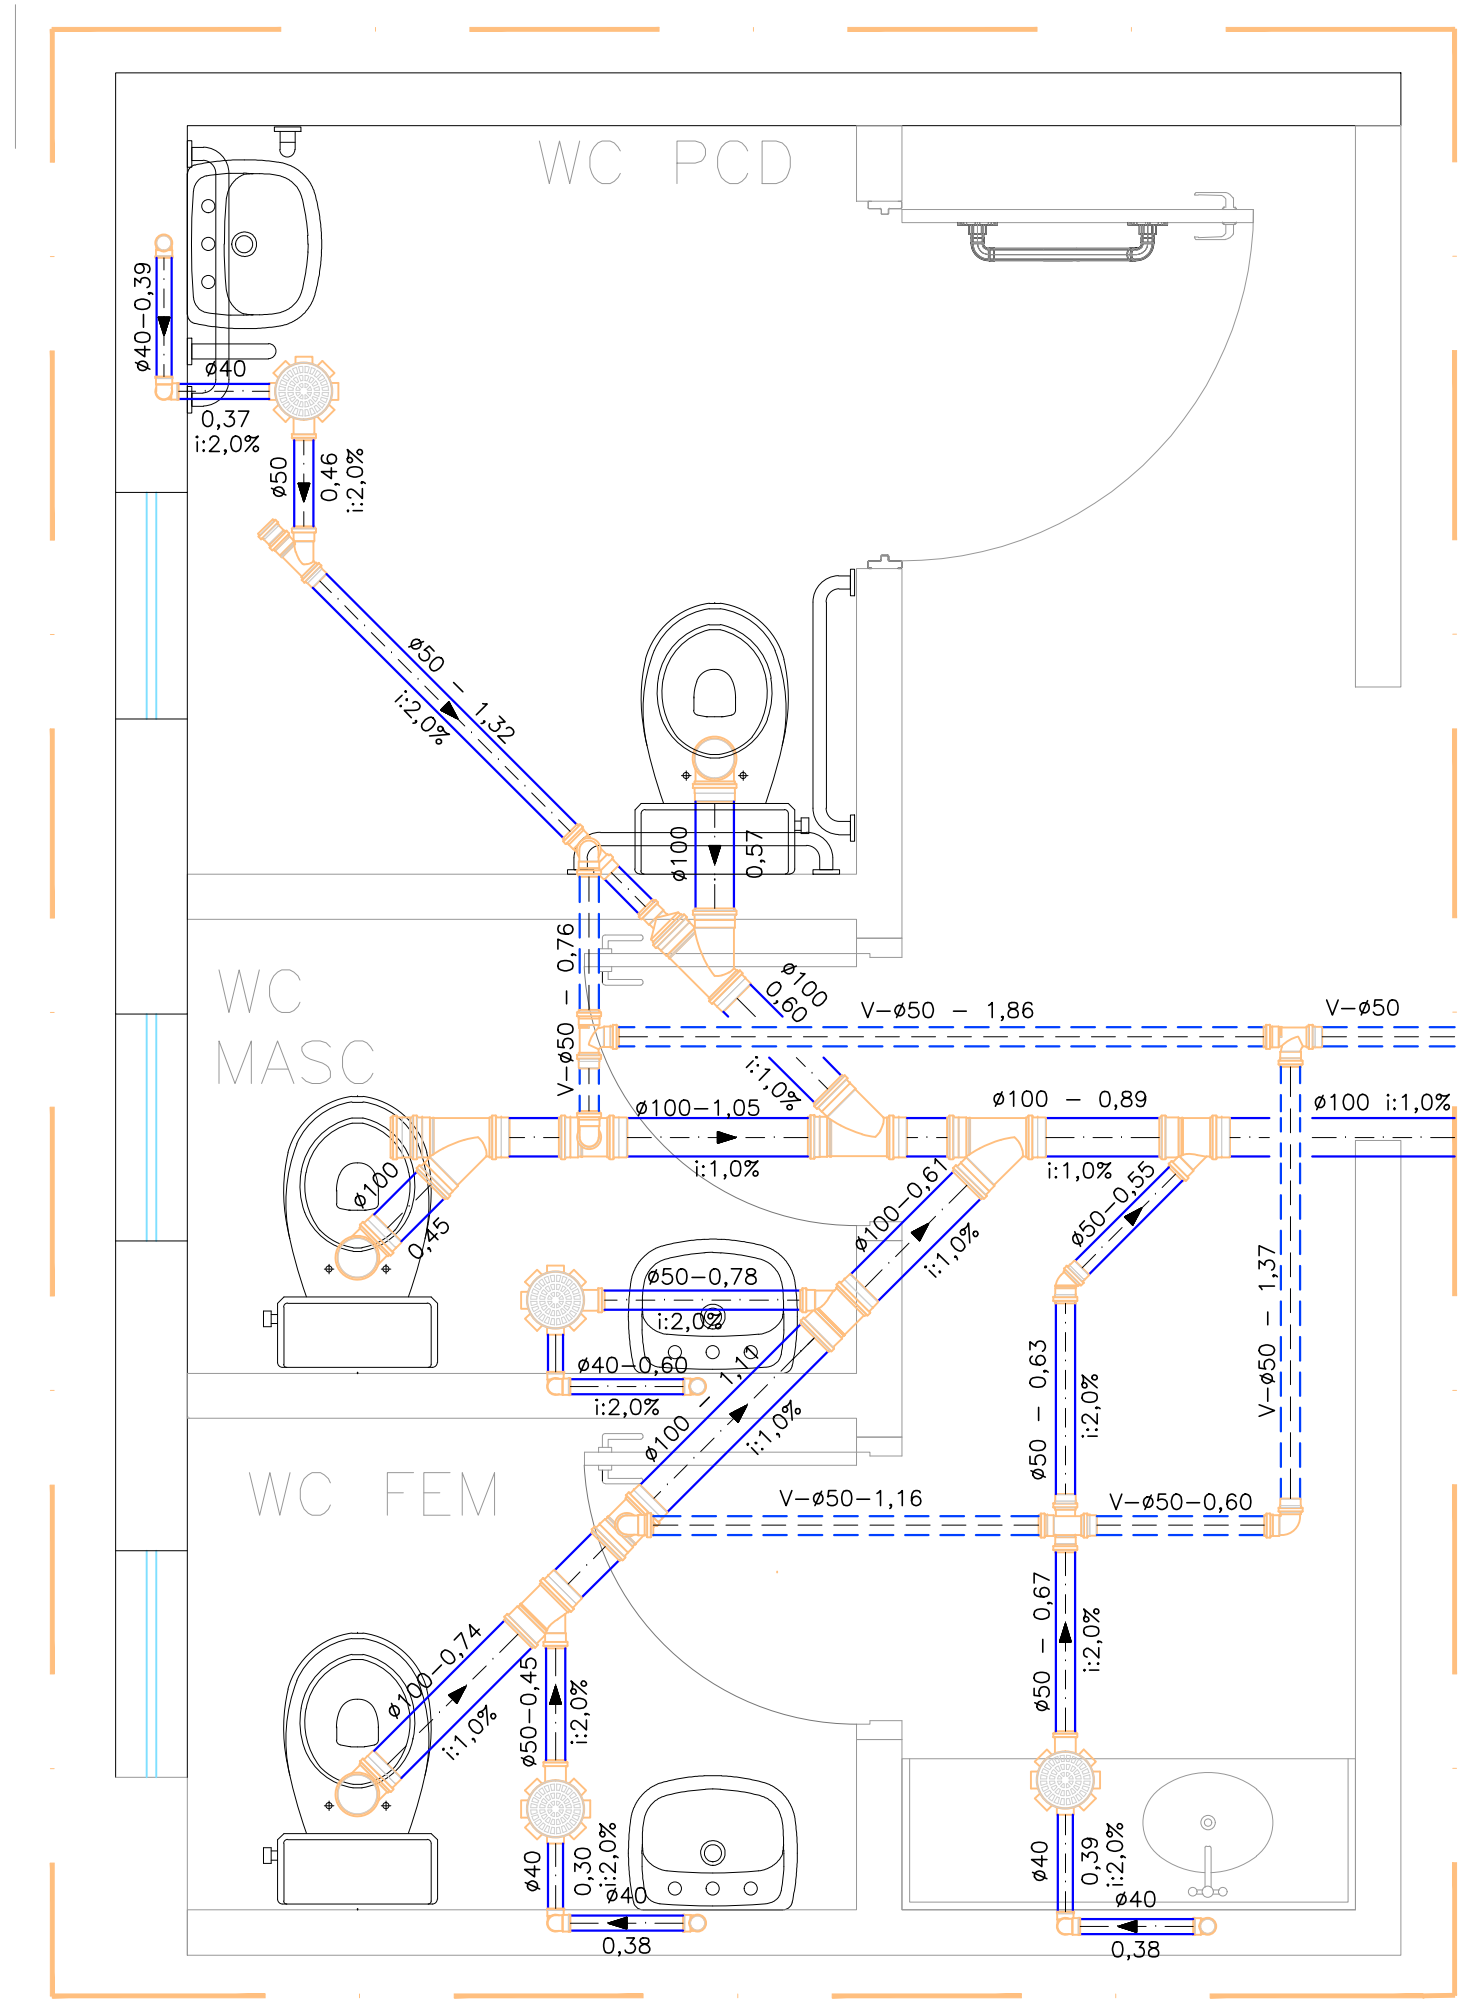 WC PCD
ø40-0,39
ø40
0,37
i:2,0%
ø50
0,46
i:2,0%
ø50 - 1,32
i:2,0%
ø100
0,57
WC
MASC
V-ø50 - 0,76
ø100
0,60
i:1,0%
V-ø50 - 1,86
V-ø50
ø100-1,05
i:1,0%
ø100 - 0,89
i:1,0%
ø100 i:1,0%
ø100
0,45
ø100-0,61
i:1,0%
ø50-0,55
ø50-0,78
i:2,0%
ø40-0,60
i:2,0%
ø100 - 1,11
i:1,0%
ø50 - 0,63
i:2,0%
V-ø50 - 1,37
WC FEM
V-ø50-1,16
V-ø50-0,60
ø100-0,74
i:1,0%
ø50-0,45
i:2,0%
ø50 - 0,67
i:2,0%
ø40
0,30
i:2,0%
ø40
0,38
ø40
0,39
i:2,0%
ø40
0,38